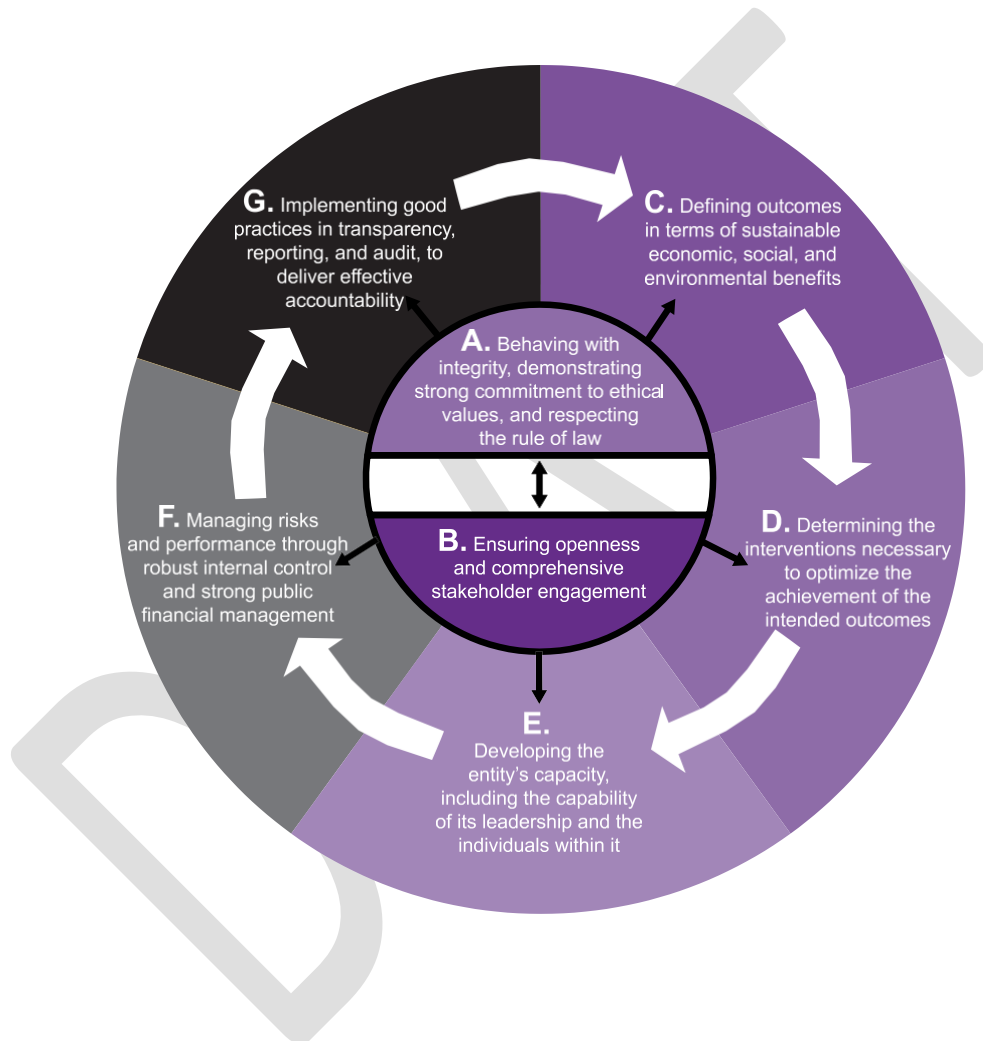 G. Implementing good
practices in transparency,
reporting, and audit, to
deliver effective
accountability
C. Defining outcomes
in terms of sustainable
economic, social, and
environmental benefits
A. Behaving with
integrity, demonstrating
strong commitment to ethical
values, and respecting
the rule of law
B. Ensuring openness
and comprehensive
stakeholder engagement
D. Determining the
interventions necessary
to optimize the
achievement of the
intended outcomes
E.
Developing the
entity's capacity,
including the capability
of its leadership and the
individuals within it
F. Managing risks
and performance through
robust internal control
and strong public
financial management